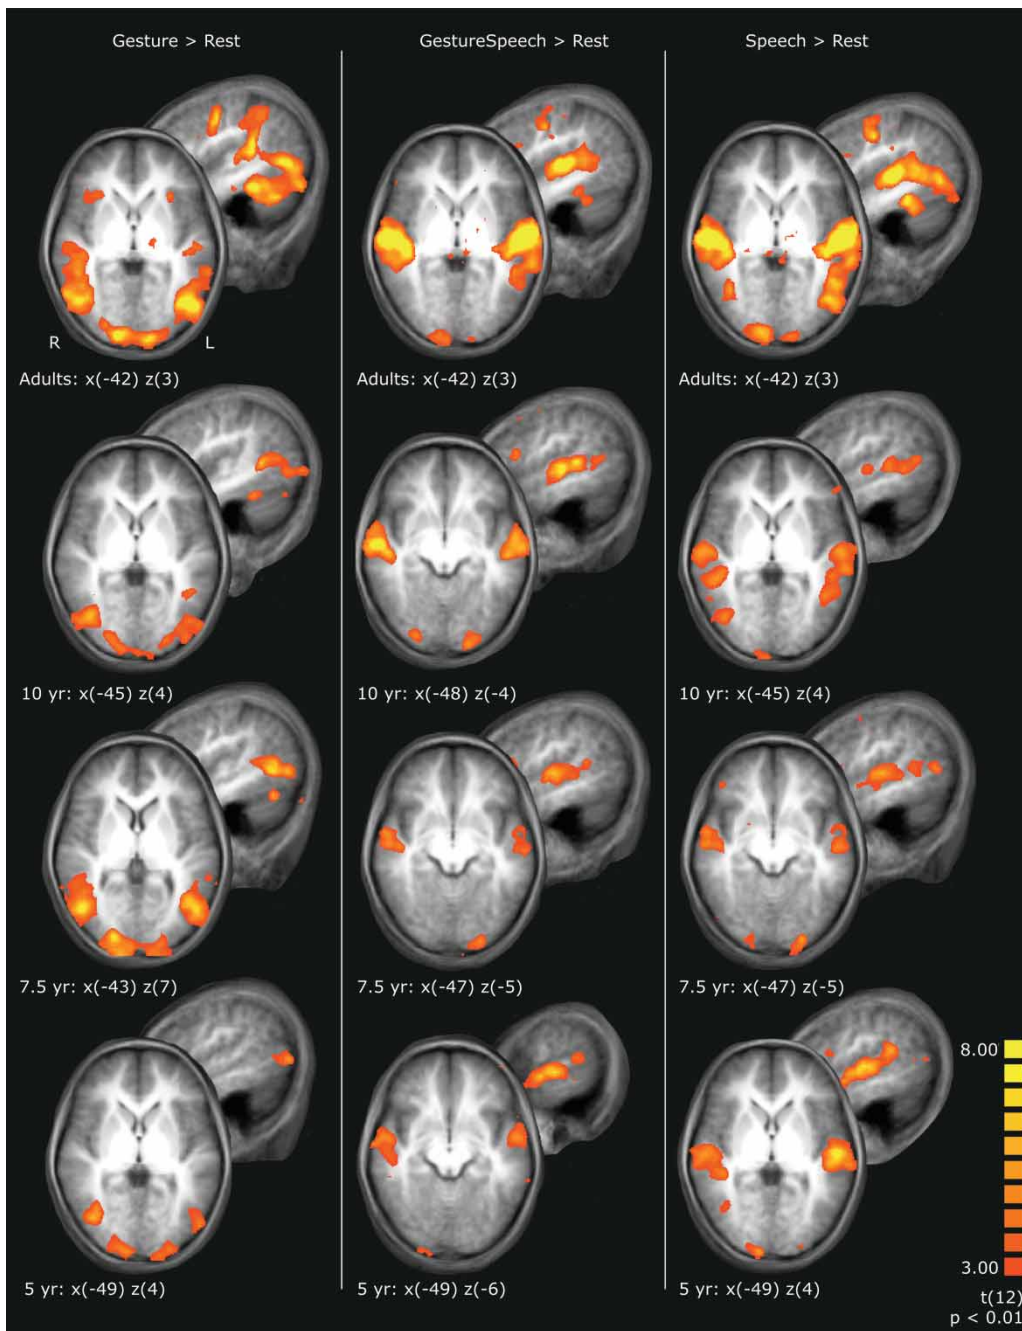 Gesture > Rest
GestureSpeech > Rest
Speech > Rest
R
L
Adults: x(-42) z(3)
Adults: x(-42) z(3)
Adults: x(-42) z(3)
10 yr: x(-45) z(4)
10 yr: x(-48) z(-4)
10 yr: x(-45) z(4)
7.5 yr: x(-43) z(7)
7.5 yr: x(-47) z(-5)
7.5 yr: x(-47) z(-5)
8.00
5 yr: x(-49) z(4)
5 yr: x(-49) z(-6)
5 yr: x(-49) z(4)
3.00
t(12)
p < 0.01